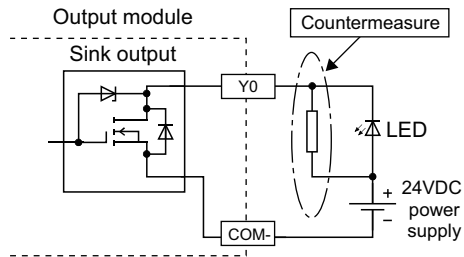 Output module
Countermeasure
Sink output
Y0
LED
+
24VDC
power
−
supply
COM-